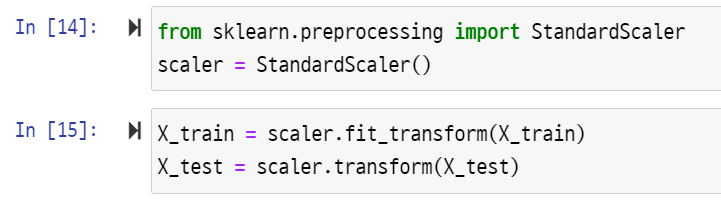 In [14]: from sklearn.preprocessing import StandardScaler
scaler = StandardScaler()
In [15]: X_train = scaler.fit_transform(X_train)
X_test = scaler.transform(X_test)